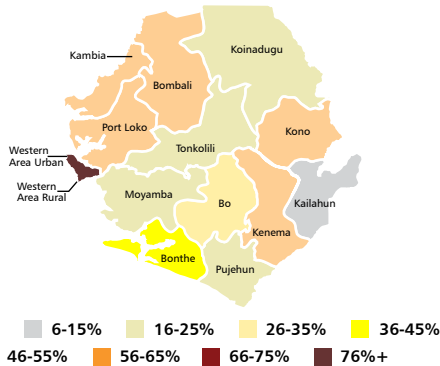 Koinadugu
Kambia
Bombali
Port Loko
Kono
Tonkolili
Western
Area Urban
Western
Area Rural
Moyamba
Bo
Kailahun
Kenema
Bonthe
Pujehun
6-15% 16-25% 26-35% 36-45%
46-55% 56-65% 66-75% 76%+